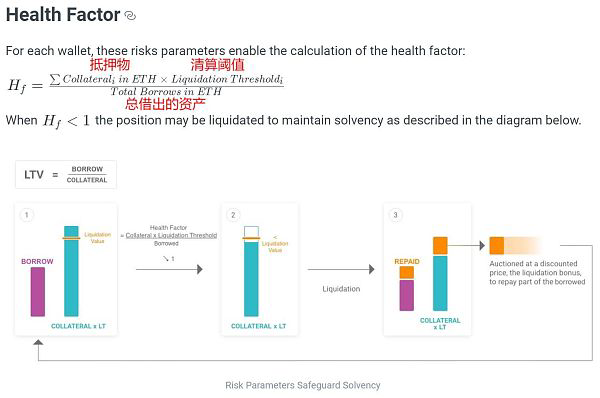 Health Factor
For each wallet, these risks parameters enable the calculation of the health factor:
抵押物 清算阈值
H_f = ∑ Collateral_i in ETH × Liquidation Threshold_i
Total Borrows in ETH
总借出的资产
When H_f < 1 the position may be liquidated to maintain solvency as described in the diagram below.
LTV = BORROW
COLLATERAL
1
BORROW
Liquidation
Value
COLLATERAL x LT
Health Factor
= Collateral x Liquidation Threshold
Borrowed
↘ 1
2
<
Liquidation
Value
COLLATERAL x LT
Liquidation
3
REPAID
COLLATERAL
x LT
Auctioned at a discounted
price, the liquidation bonus,
to repay part of the borrowed
Risk Parameters Safeguard Solvency